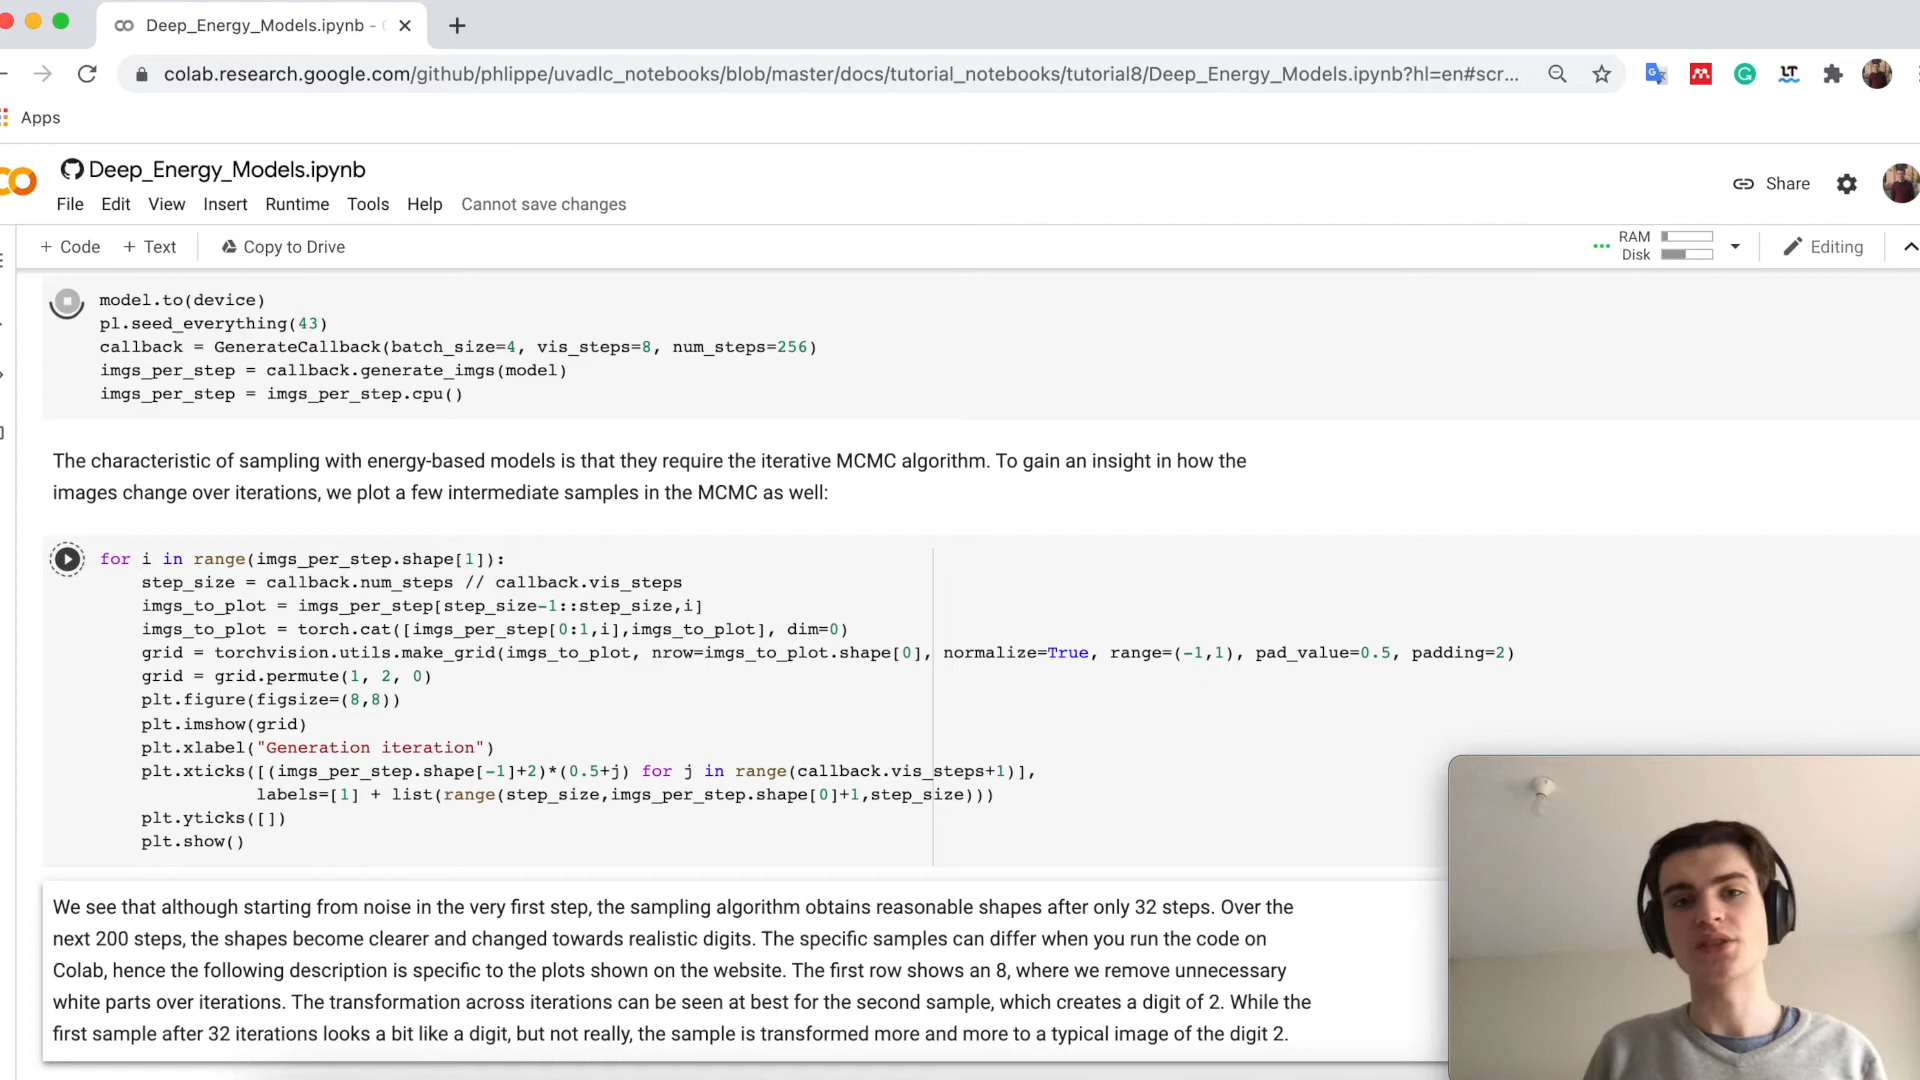 Deep_Energy_Models.ipynb -
colab.research.google.com/github/phlippe/uvadlc_notebooks/blob/master/docs/tutorial_notebooks/tutorial8/Deep_Energy_Models.ipynb?hl=en#scr...
Apps
Deep_Energy_Models.ipynb
Share
File Edit View Insert Runtime Tools Help Cannot save changes
+ Code + Text Copy to Drive
RAM
Disk
Editing
model.to(device)
pl.seed_everything(43)
callback = GenerateCallback(batch_size=4, vis_steps=8, num_steps=256)
imgs_per_step = callback.generate_imgs(model)
imgs_per_step = imgs_per_step.cpu()
The characteristic of sampling with energy-based models is that they require the iterative MCMC algorithm. To gain an insight in how the
images change over iterations, we plot a few intermediate samples in the MCMC as well:
for i in range(imgs_per_step.shape[1]):
step_size = callback.num_steps // callback.vis_steps
imgs_to_plot = imgs_per_step[step_size-1::step_size,i]
imgs_to_plot = torch.cat([imgs_per_step[0:1,i],imgs_to_plot], dim=0)
grid = torchvision.utils.make_grid(imgs_to_plot, nrow=imgs_to_plot.shape[0], normalize=True, range=(-1,1), pad_value=0.5, padding=2)
grid = grid.permute(1, 2, 0)
plt.figure(figsize=(8,8))
plt.imshow(grid)
plt.xlabel("Generation iteration")
plt.xticks([(imgs_per_step.shape[-1]+2)*(0.5+j) for j in range(callback.vis_steps+1)],
labels=[1] + list(range(step_size,imgs_per_step.shape[0]+1,step_size)))
plt.yticks([])
plt.show()
We see that although starting from noise in the very first step, the sampling algorithm obtains reasonable shapes after only 32 steps. Over the
next 200 steps, the shapes become clearer and changed towards realistic digits. The specific samples can differ when you run the code on
Colab, hence the following description is specific to the plots shown on the website. The first row shows an 8, where we remove unnecessary
white parts over iterations. The transformation across iterations can be seen at best for the second sample, which creates a digit of 2. While the
first sample after 32 iterations looks a bit like a digit, but not really, the sample is transformed more and more to a typical image of the digit 2.